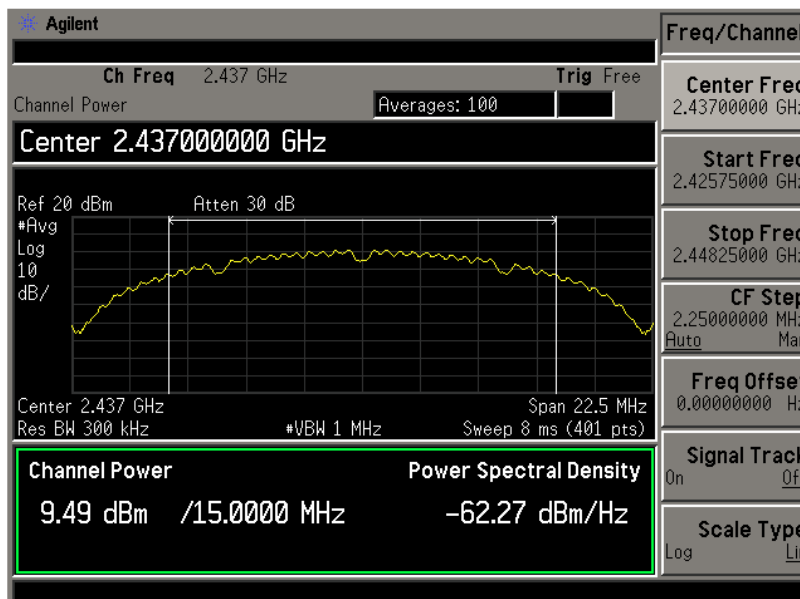 Agilent
Freq/Channel
Ch Freq 2.437 GHz Trig Free
Channel Power Averages: 100
Center 2.437000000 GHz
Ref 20 dBm Atten 30 dB
#Avg
Log
10
dB/
Center 2.437 GHz Span 22.5 MHz
Res BW 300 kHz #VBW 1 MHz Sweep 8 ms (401 pts)
Channel Power Power Spectral Density
9.49 dBm /15.0000 MHz -62.27 dBm/Hz
Center Freq
2.43700000 GHz
Start Freq
2.42575000 GHz
Stop Freq
2.44825000 GHz
CF Step
2.25000000 MHz
Auto Man
Freq Offset
0.00000000 Hz
Signal Track
On Off
Scale Type
Log Lin